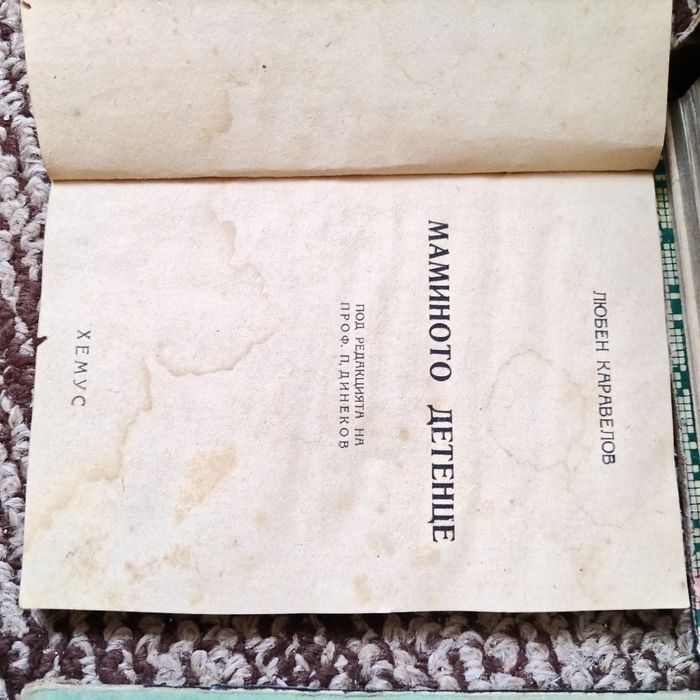 ЛЮБЕН КАРАВЕЛОВ
МАМИНОТО ДЕТЕНЦЕ
ПОД РЕДАКЦИЯТА НА
ПРОФ. П. ДИНЕКОВ
ХЕМУС